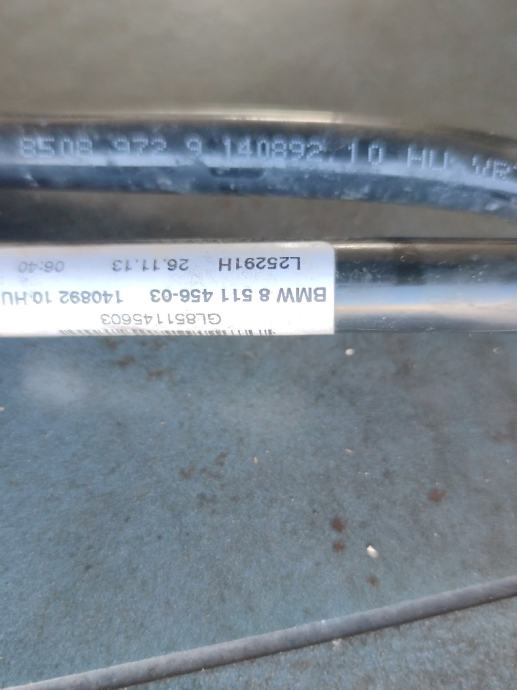 8508 972 9 140892 10 HU
GL851145603
BMW 8 511 456-03 140892 10 HU
L25291H 26.11.13 06:40